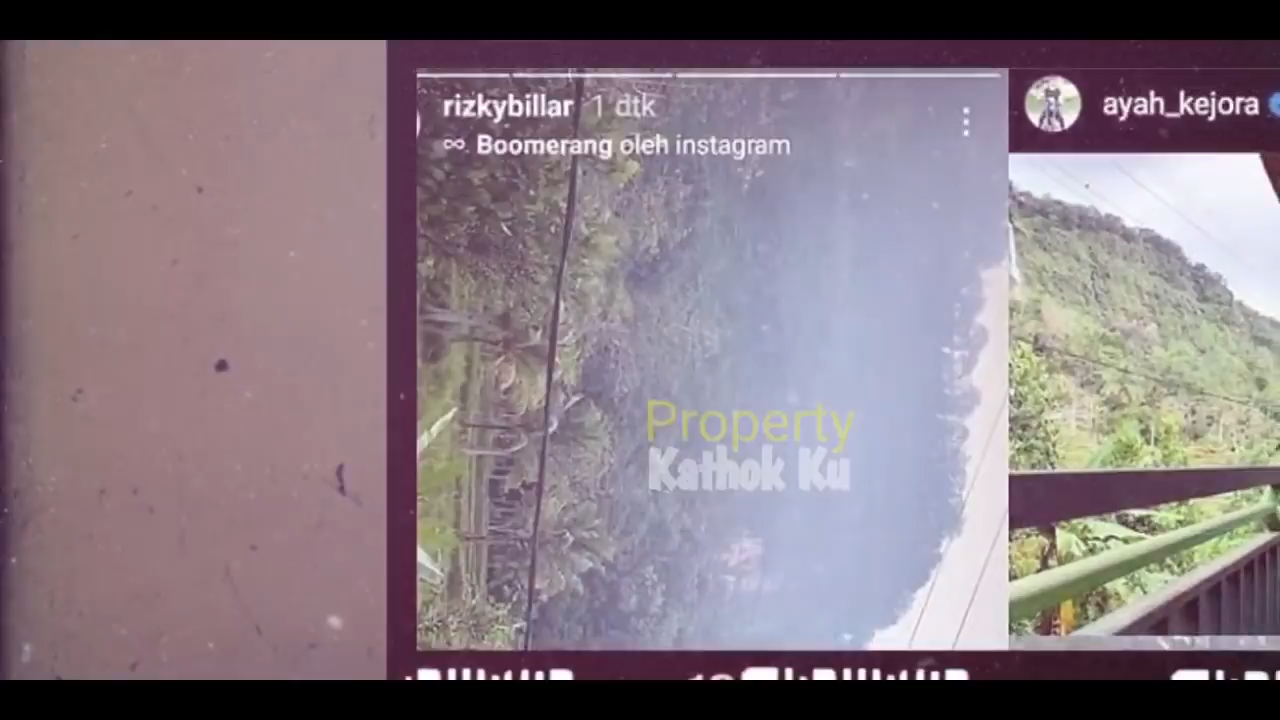 rizkybillar 1 dtk
∞ Boomerang oleh instagram
ayah_kejora
Property
Kathok Ku